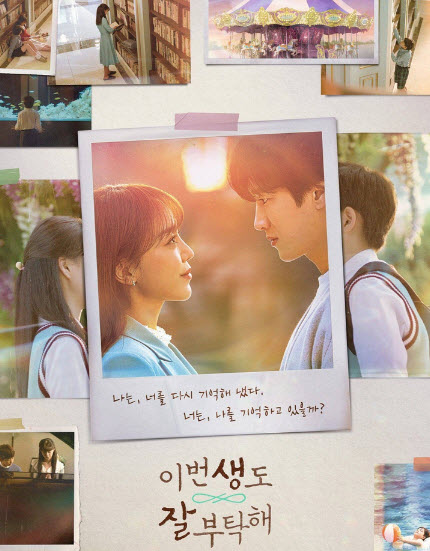 나는, 너를 다시 기억해 냈다.
너는, 나를 기억하고 있을까?
이번 생도
잘 부탁해